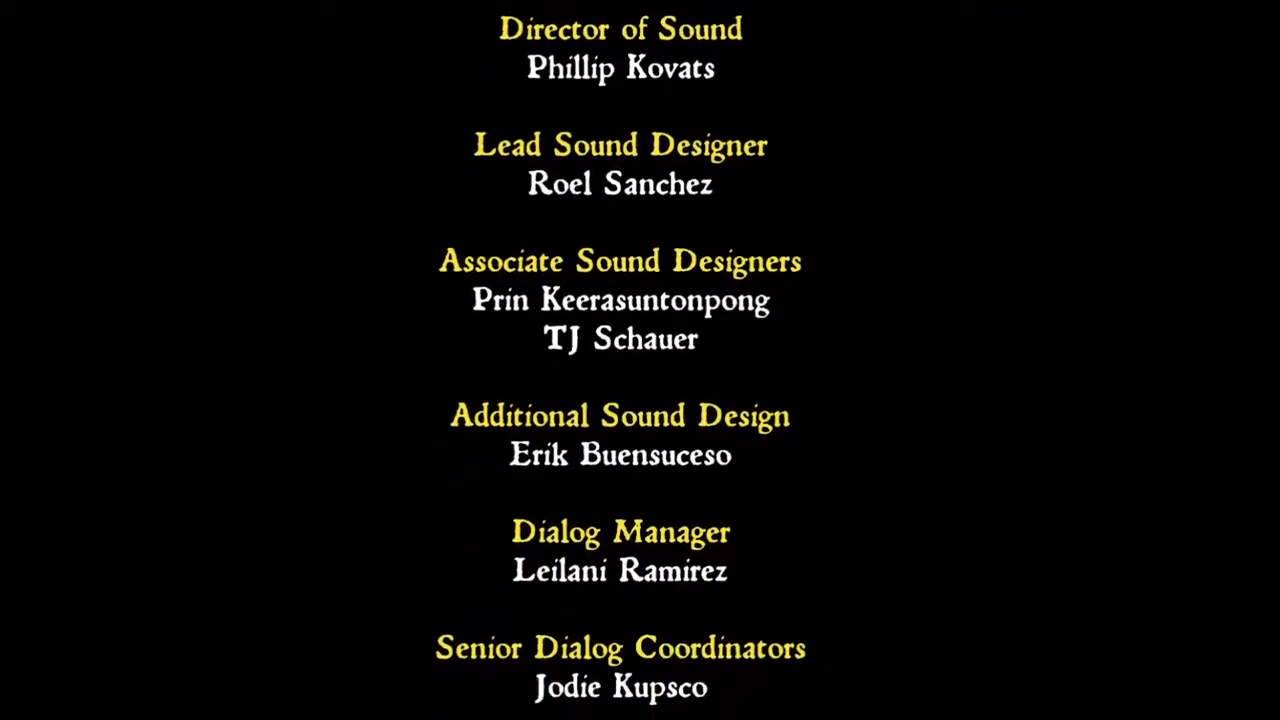 Director of Sound
Phillip Kovats
Lead Sound Designer
Roel Sanchez
Associate Sound Designers
Prin Keerasuntonpong
TJ Schauer
Additional Sound Design
Erik Buensuceso
Dialog Manager
Leilani Ramirez
Senior Dialog Coordinators
Jodie Kupsco